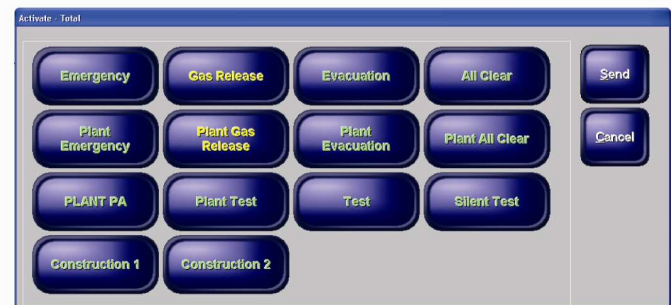 Activate - Total
Emergency
Gas Release
Evacuation
All Clear
Send
Plant
Emergency
Plant Gas
Release
Plant
Evacuation
Plant All Clear
Cancel
PLANT PA
Plant Test
Test
Silent Test
Construction 1
Construction 2